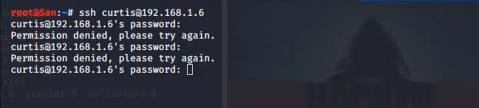 root@San:~# ssh curtis@192.168.1.6
curtis@192.168.1.6's password:
Permission denied, please try again.
curtis@192.168.1.6's password:
Permission denied, please try again.
curtis@192.168.1.6's password: